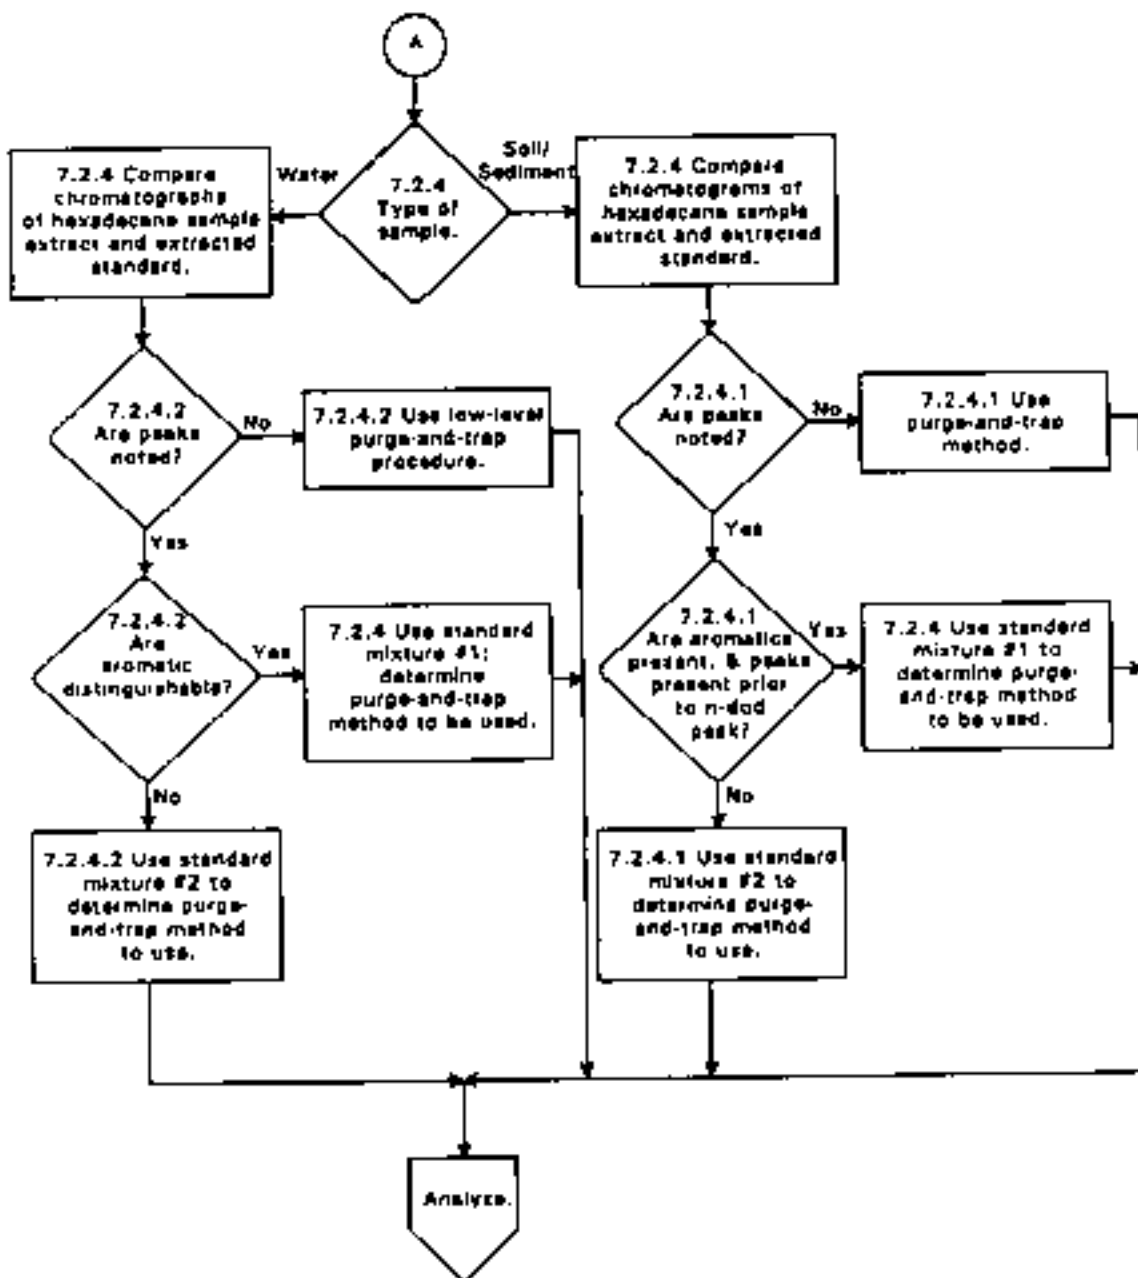 A
Water
Soil/
Sediment
7.2.4
Type of
sample.
7.2.4 Compare
chromatographs
of hexadecane sample
extract and extracted
standard.
7.2.4 Compare
chromatograms of
hexadecane sample
extract and extracted
standard.
7.2.4.2
Are peaks
noted?
No
7.2.4.2 Use low-level
purge-and-trap
procedure.
Yes
7.2.4.2
Are
aromatic
distinguishable?
Yes
7.2.4 Use standard
mixture #1;
determine
purge-and-trap
method to be used.
No
7.2.4.2 Use standard
mixture #2 to
determine purge-
and-trap method
to use.
7.2.4.1
Are peaks
noted?
No
7.2.4.1 Use
purge-and-trap
method.
Yes
7.2.4.1
Are aromatics
present, & peaks
present prior
to n-dod
peak?
Yes
7.2.4 Use standard
mixture #1 to
determine purge-
and-trap method
to be used.
No
7.2.4.1 Use standard
mixture #2 to
determine purge-
and-trap method
to use.
Analyze.